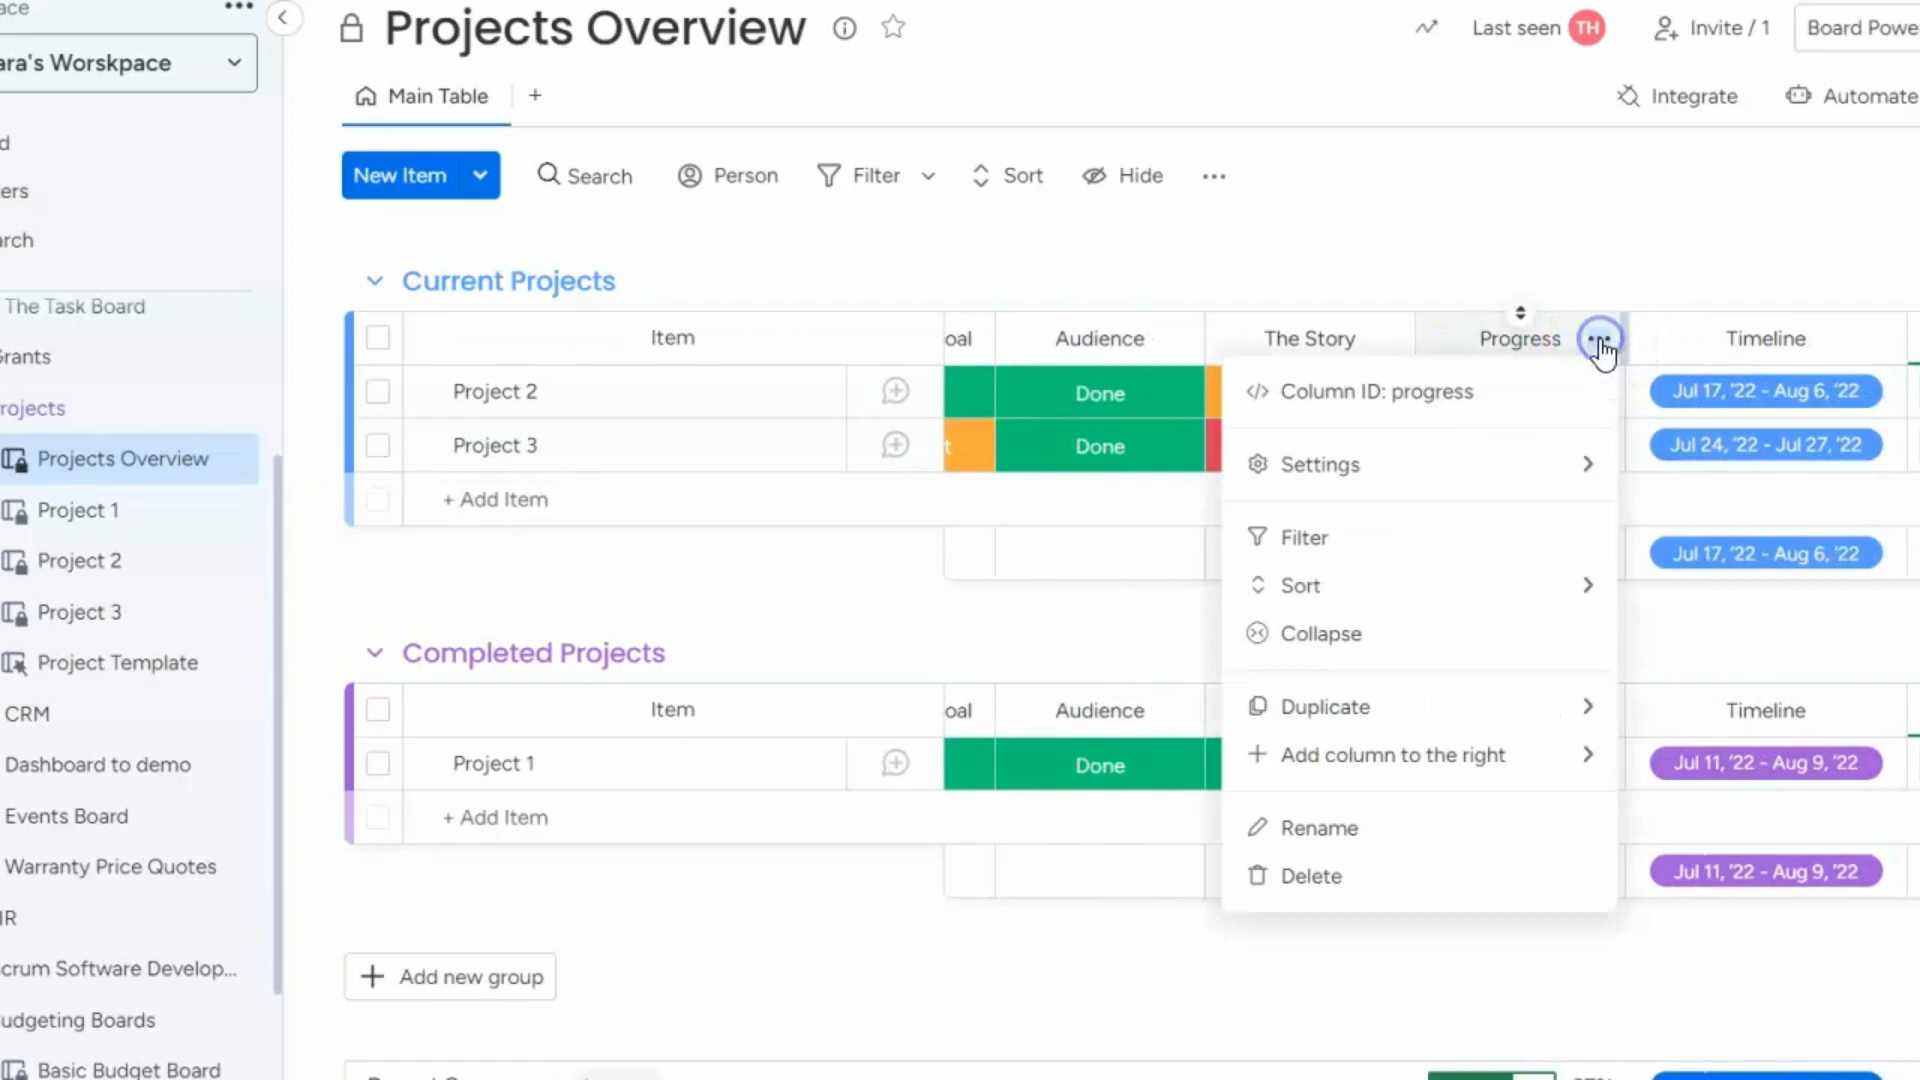 Projects Overview
Last seen TH
Invite / 1
Board Powe
ara's Worskpace
Main Table +
Integrate
Automate
New Item
Search
Person
Filter
Sort
Hide
ers
arch
The Task Board
Grants
rojects
Projects Overview
Project 1
Project 2
Project 3
Project Template
CRM
Dashboard to demo
Events Board
Warranty Price Quotes
IR
crum Software Develop...
udgeting Boards
Basic Budget Board
Current Projects
Item oal Audience The Story Progress Timeline
Project 2 Done Jul 17, '22 - Aug 6, '22
Project 3 t Done Jul 24, '22 - Jul 27, '22
+ Add Item
Jul 17, '22 - Aug 6, '22
Column ID: progress
Settings
Filter
Sort
Collapse
Duplicate
Add column to the right
Rename
Delete
Completed Projects
Item oal Audience Timeline
Project 1 Done Jul 11, '22 - Aug 9, '22
+ Add Item
Jul 11, '22 - Aug 9, '22
+ Add new group